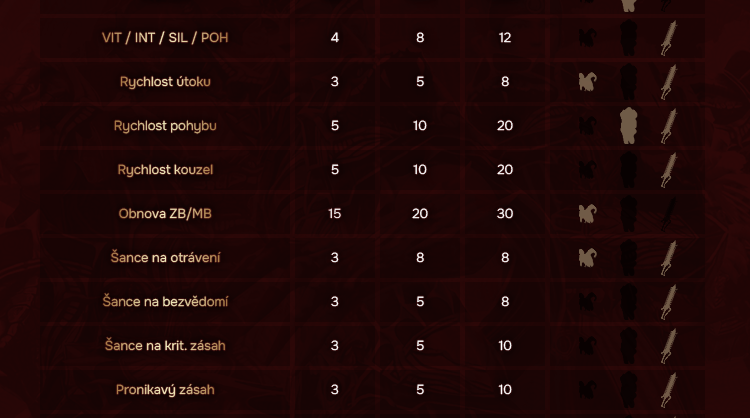 VIT / INT / SIL / POH 4 8 12
Rychlost útoku 3 5 8
Rychlost pohybu 5 10 20
Rychlost kouzel 5 10 20
Obnova ZB/MB 15 20 30
Šance na otrávení 3 8 8
Šance na bezvědomí 3 5 8
Šance na krit. zásah 3 5 10
Pronikavý zásah 3 5 10